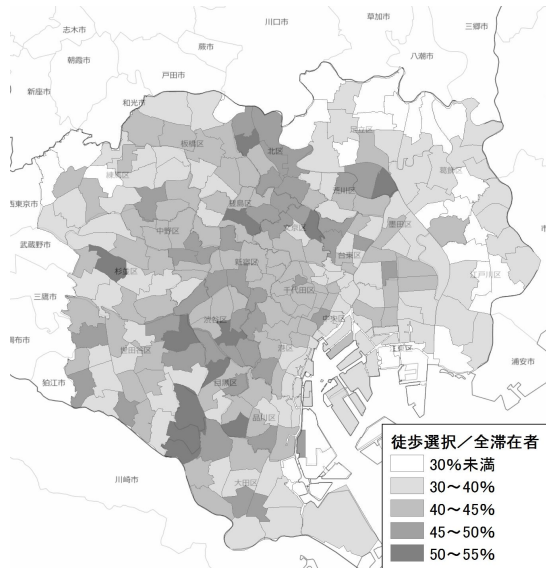 川口市
草加市
三郷市
志木市
蕨市
八潮市
朝霞市
戸田市
新座市
和光市
足立区
板橋区
北区
葛飾区
練馬区
荒川区
豊島区
西東京市
文京区
墨田区
中野区
台東区
武蔵野市
新宿区
杉並区
江戸川区
千代田区
三鷹市
渋谷区
中央区
港区
江東区
世田谷区
調布市
浦安市
狛江市
目黒区
品川区
川崎市
大田区
徒歩選択／全滞在者
30%未満
30～40%
40～45%
45～50%
50～55%